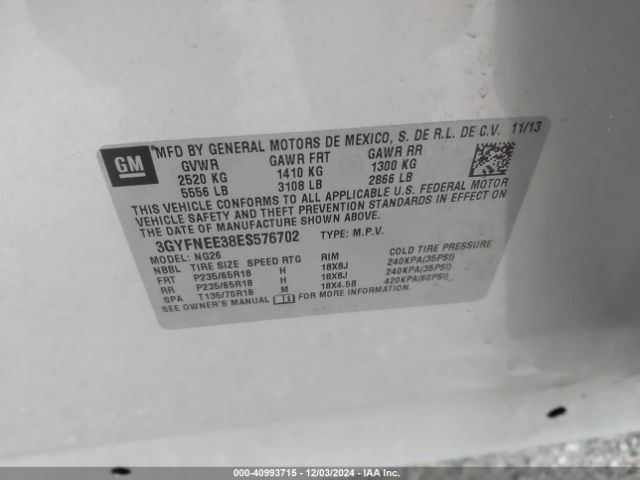 GM
MFD BY GENERAL MOTORS DE MEXICO, S. DE R.L. DE C.V. 11/13
GVWR GAWR FRT GAWR RR
2520 KG 1410 KG 1300 KG
5556 LB 3108 LB 2866 LB
THIS VEHICLE CONFORMS TO ALL APPLICABLE U.S. FEDERAL MOTOR
VEHICLE SAFETY AND THEFT PREVENTION STANDARDS IN EFFECT ON
THE DATE OF MANUFACTURE SHOWN ABOVE.
3GYFNEE38ES576702 TYPE: M.P.V.
MODEL: NG26
NBBL TIRE SIZE SPEED RTG RIM COLD TIRE PRESSURE
FRT P235/65R18 H 18X8J 240KPA(35PSI)
RR P235/65R18 H 18X8J 240KPA(35PSI)
SPA T135/70R18 M 18X4.5B 420KPA(60PSI)
SEE OWNER'S MANUAL FOR MORE INFORMATION.
000-40993715 - 12/03/2024 - IAA Inc.